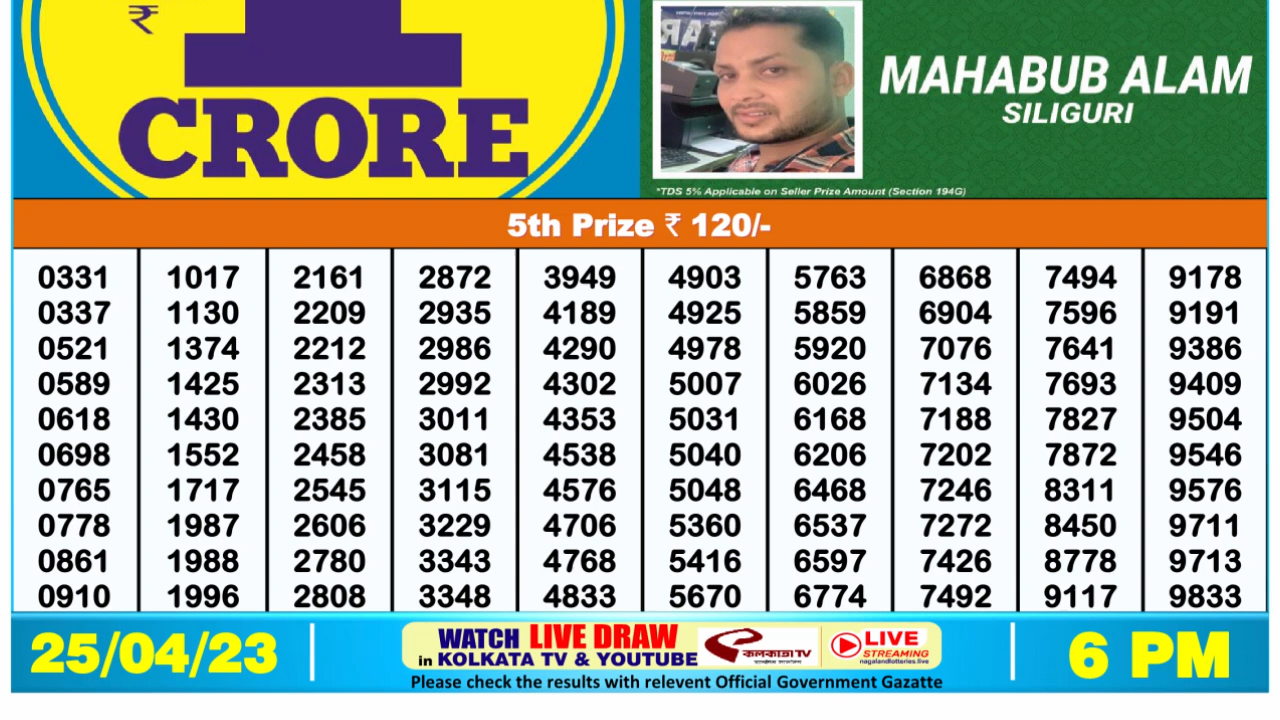 ₹
1
CRORE
MAHABUB ALAM
SILIGURI
*TDS 5% Applicable on Seller Prize Amount (Section 194G)
5th Prize ₹ 120/-
0331 1017 2161 2872 3949 4903 5763 6868 7494 9178
0337 1130 2209 2935 4189 4925 5859 6904 7596 9191
0521 1374 2212 2986 4290 4978 5920 7076 7641 9386
0589 1425 2313 2992 4302 5007 6026 7134 7693 9409
0618 1430 2385 3011 4353 5031 6168 7188 7827 9504
0698 1552 2458 3081 4538 5040 6206 7202 7872 9546
0765 1717 2545 3115 4576 5048 6468 7246 8311 9576
0778 1987 2606 3229 4706 5360 6537 7272 8450 9711
0861 1988 2780 3343 4768 5416 6597 7426 8778 9713
0910 1996 2808 3348 4833 5670 6774 7492 9117 9833
25/04/23
WATCH LIVE DRAW
in KOLKATA TV & YOUTUBE
কলকাতা TV
LIVE
STREAMING
nagalandlotteries.live
Please check the results with relevent Official Government Gazatte
6 PM